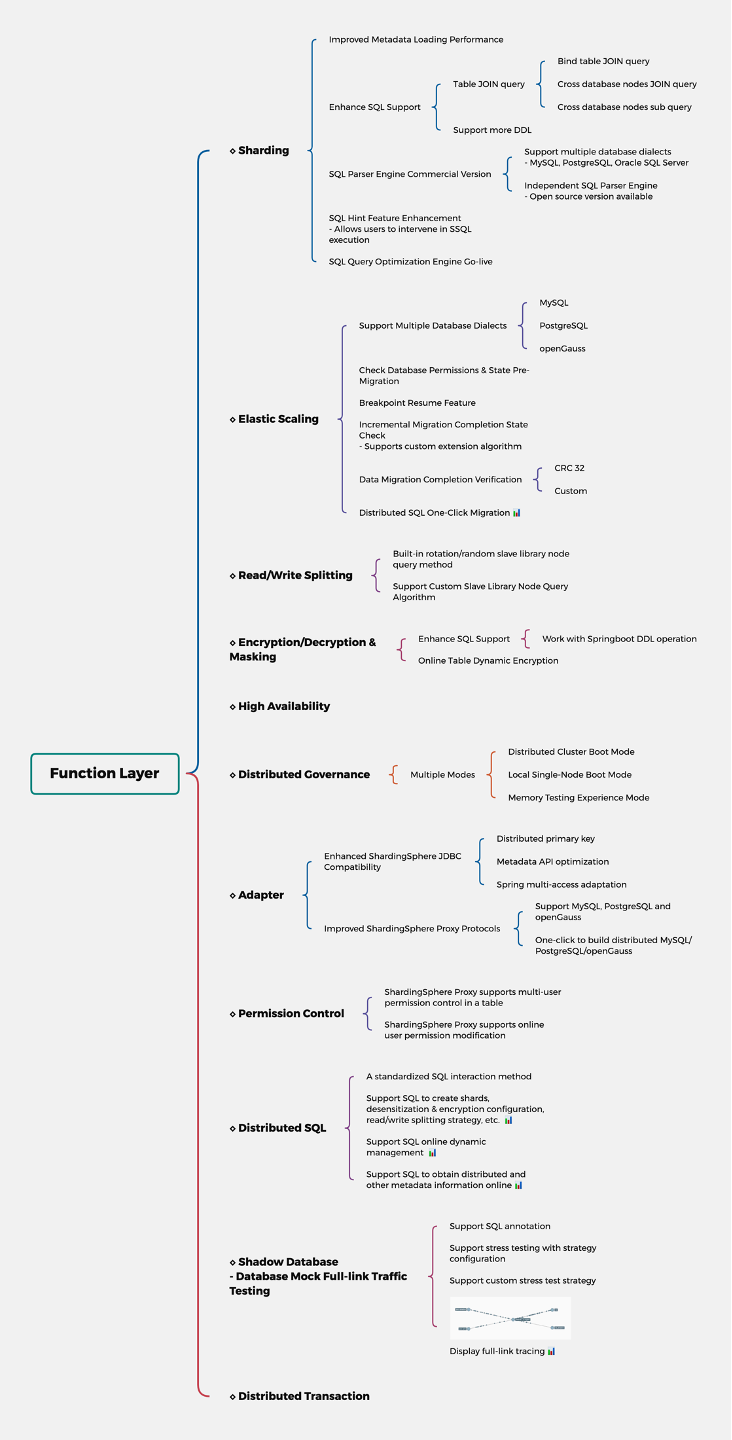 Improved Metadata Loading Performance
Bind table JOIN query
Table JOIN query
Cross database nodes JOIN query
Enhance SQL Support
Cross database nodes sub query
Support more DDL
◇ Sharding
Support multiple database dialects
- MySQL, PostgreSQL, Oracle SQL Server
SQL Parser Engine Commercial Version
Independent SQL Parser Engine
- Open source version available
SQL Hint Feature Enhancement
- Allows users to intervene in SSQL
execution
SQL Query Optimization Engine Go-live
MySQL
Support Multiple Database Dialects
PostgreSQL
openGauss
Check Database Permissions & State Pre-
Migration
Breakpoint Resume Feature
◇ Elastic Scaling
Incremental Migration Completion State
Check
- Supports custom extension algorithm
CRC 32
Data Migration Completion Verification
Custom
Distributed SQL One-Click Migration
Built-in rotation/random slave library node
query method
◇ Read/Write Splitting
Support Custom Slave Library Node Query
Algorithm
◇ Encryption/Decryption &
Masking
Enhance SQL Support
Work with Springboot DDL operation
Online Table Dynamic Encryption
◇ High Availability
Function Layer
Distributed Cluster Boot Mode
◇ Distributed Governance
Multiple Modes
Local Single-Node Boot Mode
Memory Testing Experience Mode
Distributed primary key
Enhanced ShardingSphere JDBC
Compatibility
Metadata API optimization
Spring multi-access adaptation
◇ Adapter
Support MySQL, PostgreSQL and
openGauss
Improved ShardingSphere Proxy Protocols
One-click to build distributed MySQL/
PostgreSQL/openGauss
ShardingSphere Proxy supports multi-user
permission control in a table
◇ Permission Control
ShardingSphere Proxy supports online
user permission modification
A standardized SQL interaction method
Support SQL to create shards,
desensitization & encryption configuration,
read/write splitting strategy, etc.
◇ Distributed SQL
Support SQL online dynamic
management
Support SQL to obtain distributed and
other metadata information online
Support SQL annotation
Support stress testing with strategy
configuration
◇ Shadow Database
- Database Mock Full-link Traffic
Testing
Support custom stress test strategy
Display full-link tracing
◇ Distributed Transaction